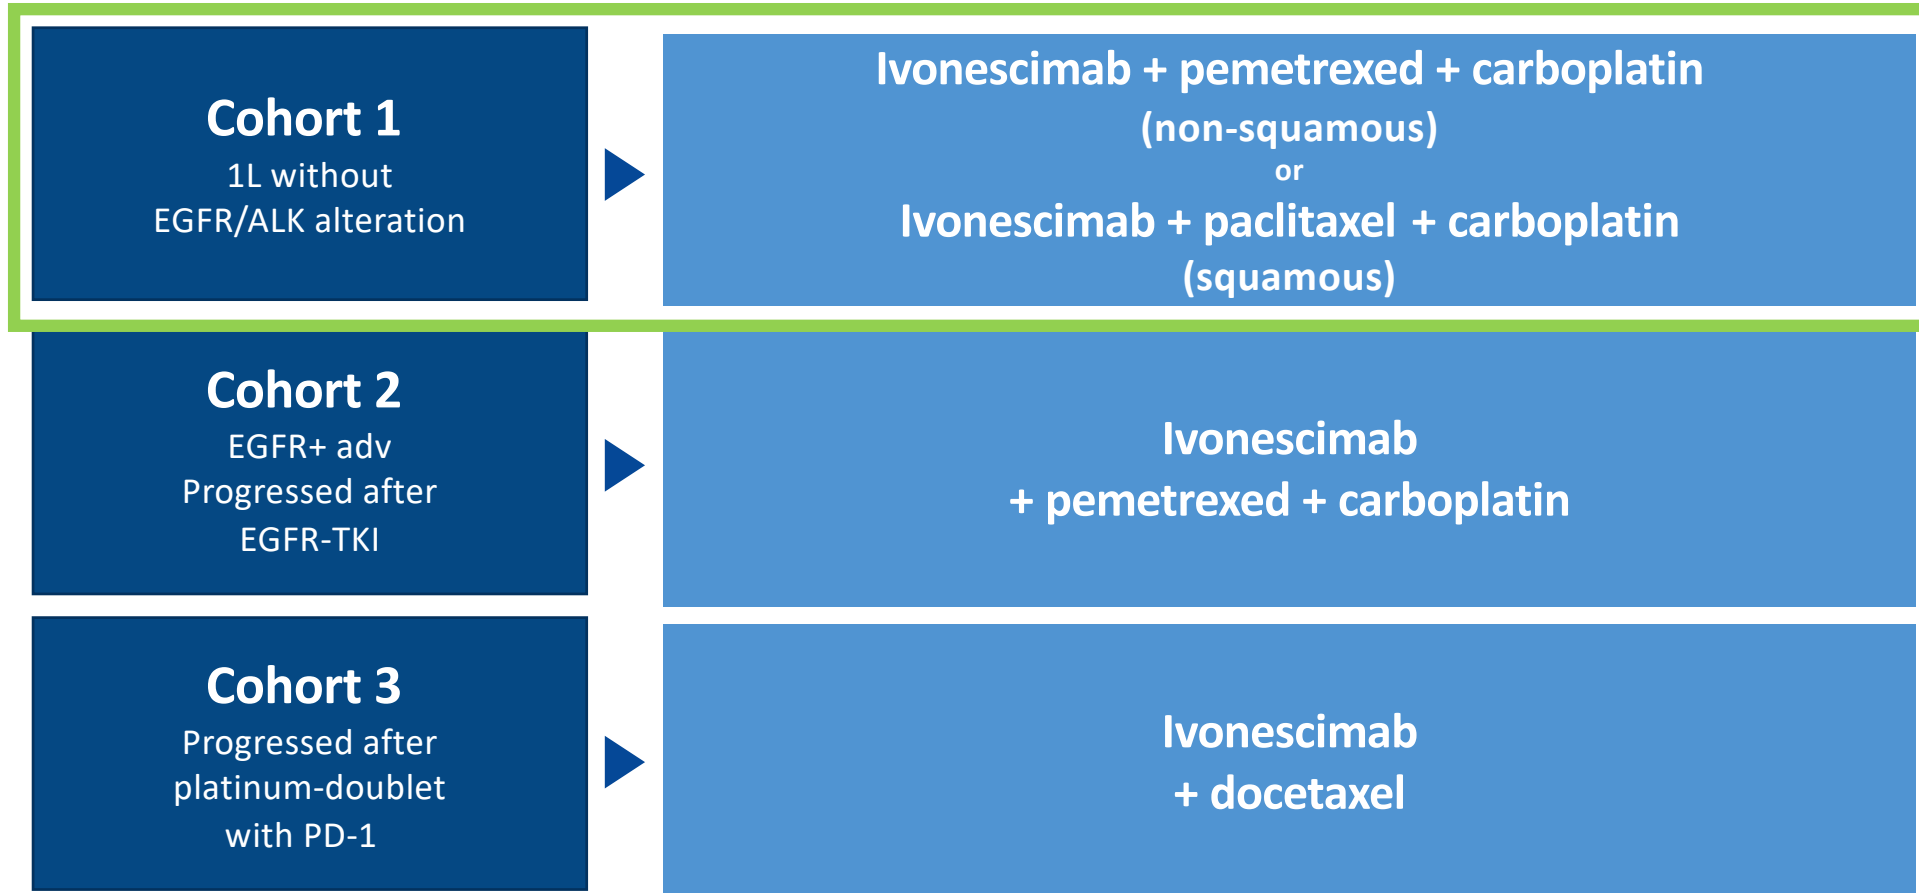 Cohort 1
1L without
EGFR/ALK alteration
Ivonescimab + pemetrexed + carboplatin
(non-squamous)
or
Ivonescimab + paclitaxel + carboplatin
(squamous)
Cohort 2
EGFR+ adv
Progressed after
EGFR-TKI
Ivonescimab
+ pemetrexed + carboplatin
Cohort 3
Progressed after
platinum-doublet
with PD-1
Ivonescimab
+ docetaxel